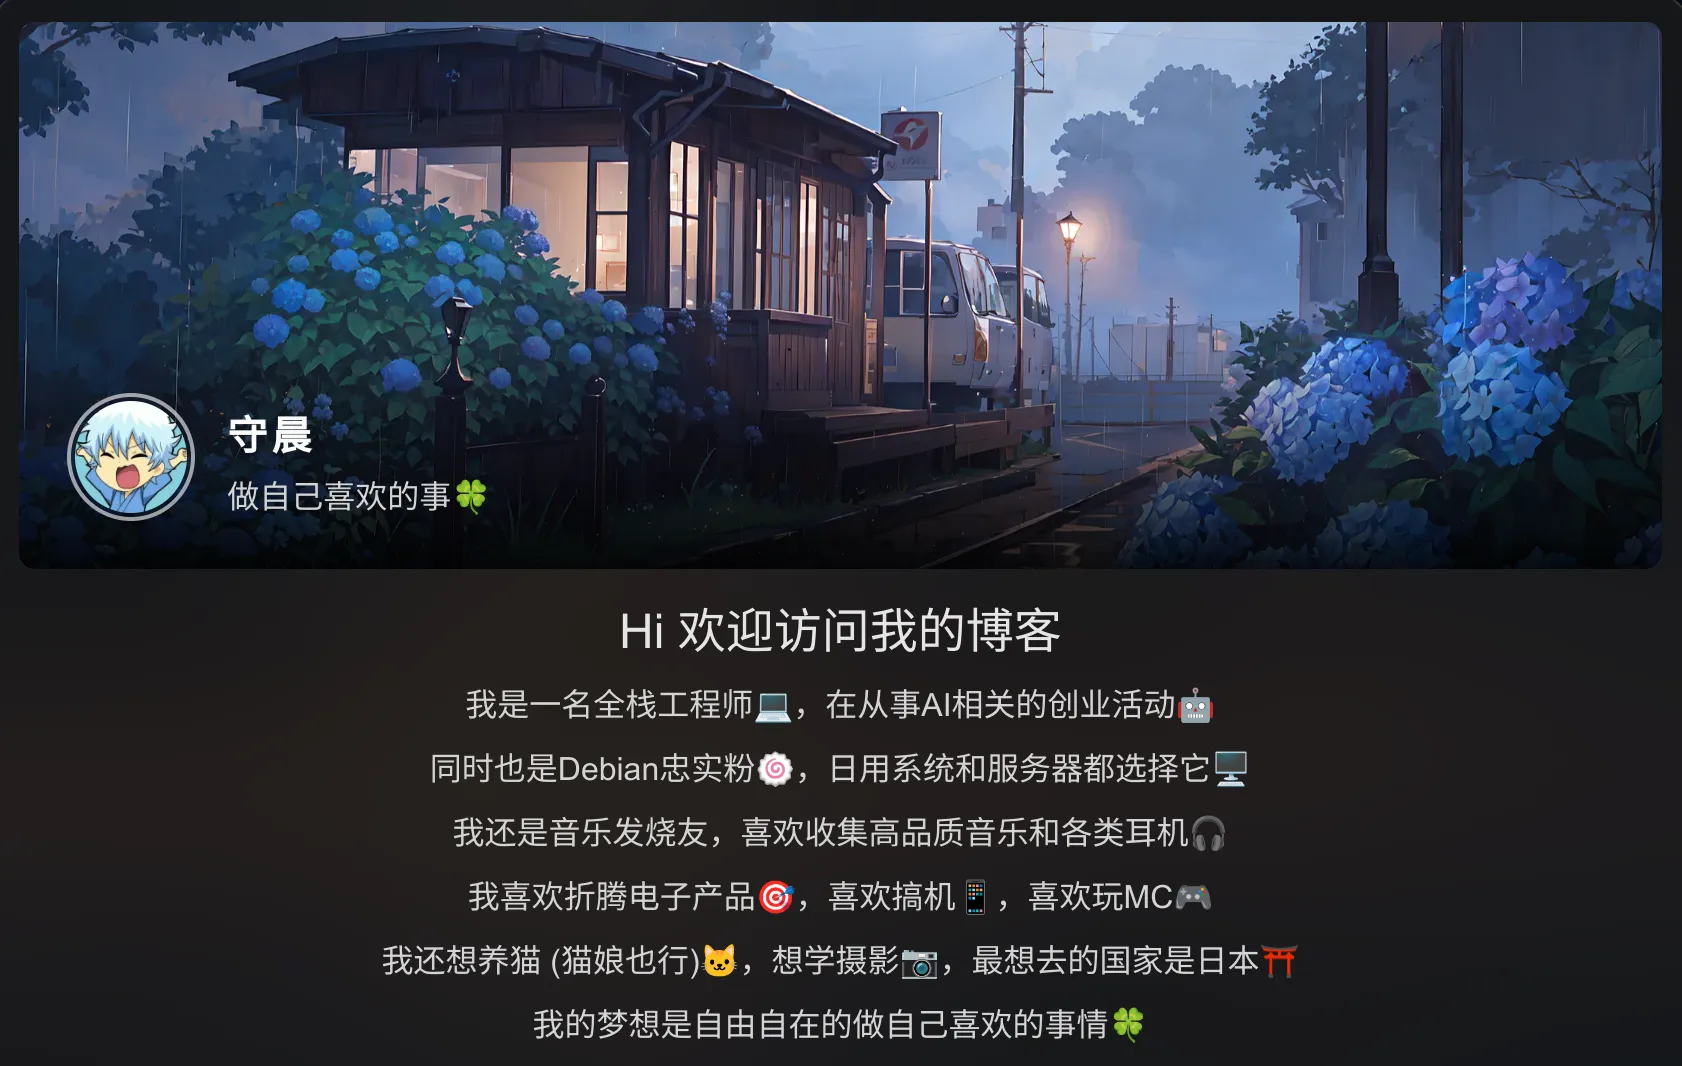 守晨
做自己喜欢的事🍀
Hi 欢迎访问我的博客
我是一名全栈工程师💻，在从事AI相关的创业活动🤖
同时也是Debian忠实粉🍥，日用系统和服务器都选择它🖥️
我还是音乐发烧友，喜欢收集高品质音乐和各类耳机🎧
我喜欢折腾电子产品🎯，喜欢搞机📱，喜欢玩MC🎮
我还想养猫 (猫娘也行)🐱，想学摄影📷，最想去的国家是日本⛩️
我的梦想是自由自在的做自己喜欢的事情🍀